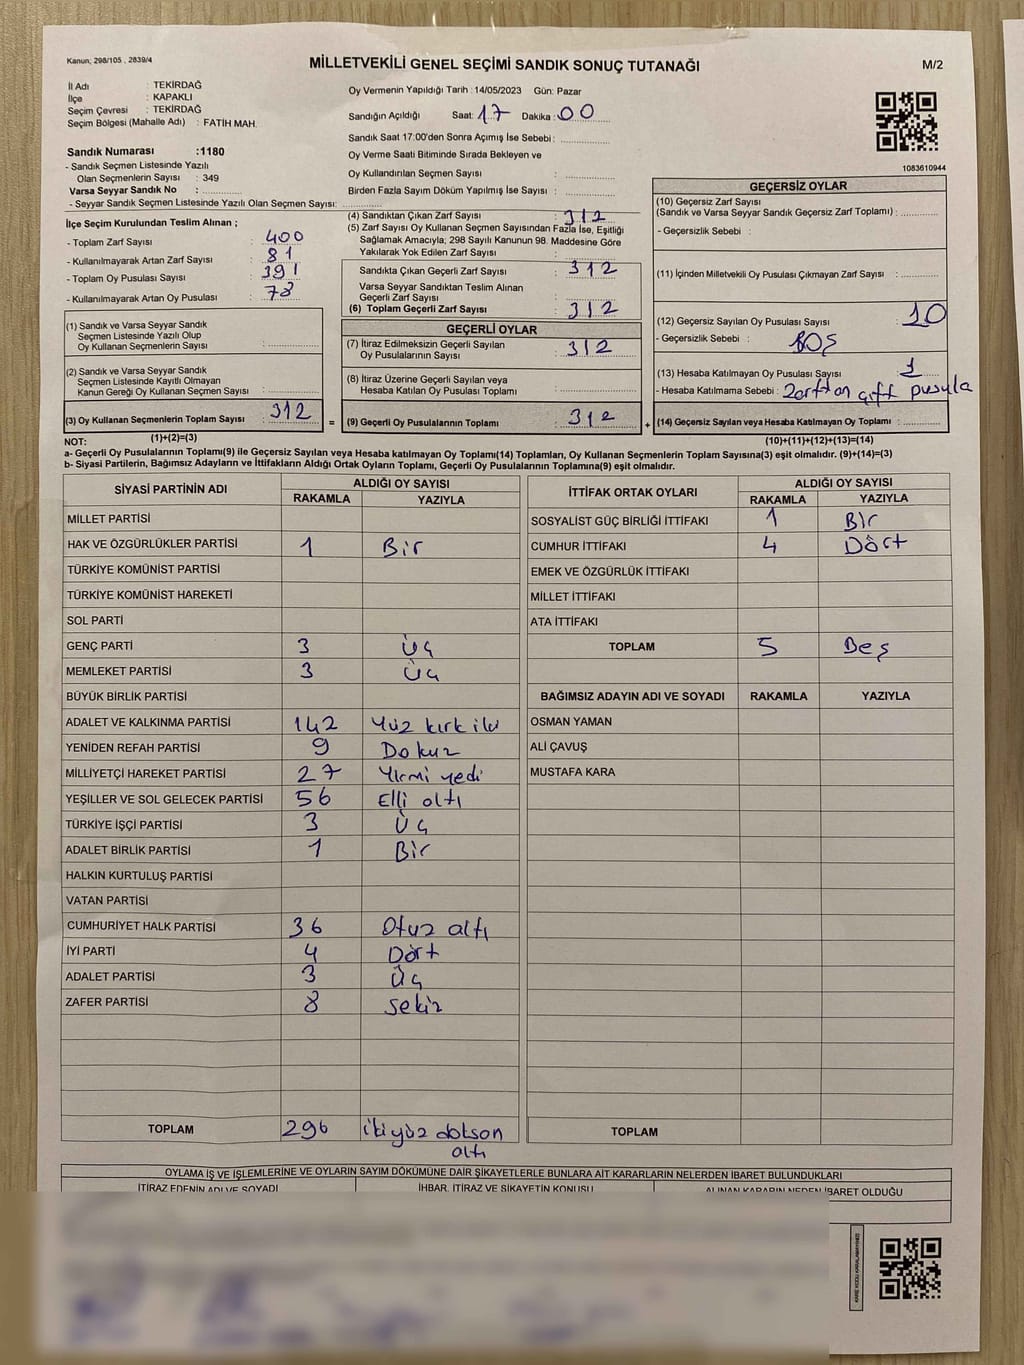 Kanun, 298/105 , 2839/4
MİLLETVEKİLİ GENEL SEÇİMİ SANDIK SONUÇ TUTANAĞI
M/2
İl Adı : TEKİRDAĞ
İlçe : KAPAKLI
Seçim Çevresi : TEKİRDAĞ
Seçim Bölgesi (Mahalle Adı) : FATİH MAH.
Oy Vermenin Yapıldığı Tarih : 14/05/2023 Gün: Pazar
Sandığın Açıldığı Saat: 17 Dakika: 00
Sandık Saat 17:00'den Sonra Açımış İse Sebebi :
Oy Verme Saati Bitiminde Sırada Bekleyen ve
Oy Kullandırılan Seçmen Sayısı :
Birden Fazla Sayım Döküm Yapılmış İse Sayısı :
1083610944
Sandık Numarası :1180
- Sandık Seçmen Listesinde Yazılı
Olan Seçmenlerin Sayısı : 349
Varsa Seyyar Sandık No :
- Seyyar Sandık Seçmen Listesinde Yazılı Olan Seçmen Sayısı:
İlçe Seçim Kurulundan Teslim Alınan ;
- Toplam Zarf Sayısı : 400
- Kullanılmayarak Artan Zarf Sayısı : 81
- Toplam Oy Pusulası Sayısı : 391
- Kullanılmayarak Artan Oy Pusulası : 78
(1) Sandık ve Varsa Seyyar Sandık
Seçmen Listesinde Yazılı Olup
Oy Kullanan Seçmenlerin Sayısı :
(2) Sandık ve Varsa Seyyar Sandık
Seçmen Listesinde Kayıtlı Olmayan
Kanun Gereği Oy Kullanan Seçmen Sayısı :
(3) Oy Kullanan Seçmenlerin Toplam Sayısı : 312
(1)+(2)=(3)
(4) Sandıktan Çıkan Zarf Sayısı : 312
(5) Zarf Sayısı Oy Kullanan Seçmen Sayısından Fazla İse, Eşitliği
Sağlamak Amacıyla; 298 Sayılı Kanunun 98. Maddesine Göre
Yakılarak Yok Edilen Zarf Sayısı :
Sandıkta Çıkan Geçerli Zarf Sayısı : 312
Varsa Seyyar Sandıktan Teslim Alınan
Geçerli Zarf Sayısı :
(6) Toplam Geçerli Zarf Sayısı : 312
GEÇERLİ OYLAR
(7) İtiraz Edilmeksizin Geçerli Sayılan
Oy Pusulalarının Sayısı : 312
(8) İtiraz Üzerine Geçerli Sayılan veya
Hesaba Katılan Oy Pusulası Toplamı :
= (9) Geçerli Oy Pusulalarının Toplamı : 312
GEÇERSİZ OYLAR
(10) Geçersiz Zarf Sayısı
(Sandık ve Varsa Seyyar Sandık Geçersiz Zarf Toplamı) :
- Geçersizlik Sebebi :
(11) İçinden Milletvekili Oy Pusulası Çıkmayan Zarf Sayısı :
(12) Geçersiz Sayılan Oy Pusulası Sayısı : 10
- Geçersizlik Sebebi : BOŞ
(13) Hesaba Katılmayan Oy Pusulası Sayısı : 1
- Hesaba Katılmama Sebebi : Zarftan çift pusula
+ (14) Geçersiz Sayılan veya Hesaba Katılmayan Oy Toplamı :
(10)+(11)+(12)+(13)=(14)
NOT:
a- Geçerli Oy Pusulalarının Toplamı(9) ile Geçersiz Sayılan veya Hesaba katılmayan Oy Toplamı(14) Toplamları, Oy Kullanan Seçmenlerin Toplam Sayısına(3) eşit olmalıdır. (9)+(14)=(3)
b- Siyasi Partilerin, Bağımsız Adayların ve İttifakların Aldığı Ortak Oyların Toplamı, Geçerli Oy Pusulalarının Toplamına(9) eşit olmalıdır.
SİYASİ PARTİNİN ADI ALDIĞI OY SAYISI
RAKAMLA YAZIYLA
MİLLET PARTİSİ
HAK VE ÖZGÜRLÜKLER PARTİSİ 1 Bir
TÜRKİYE KOMÜNİST PARTİSİ
TÜRKİYE KOMÜNİST HAREKETİ
SOL PARTİ
GENÇ PARTİ 3 Üç
MEMLEKET PARTİSİ 3 Üç
BÜYÜK BİRLİK PARTİSİ
ADALET VE KALKINMA PARTİSİ 142 Yüz kırk iki
YENİDEN REFAH PARTİSİ 9 Dokuz
MİLLİYETÇİ HAREKET PARTİSİ 27 Yirmi yedi
YEŞİLLER VE SOL GELECEK PARTİSİ 56 Elli altı
TÜRKİYE İŞÇİ PARTİSİ 3 Üç
ADALET BİRLİK PARTİSİ 1 Bir
HALKIN KURTULUŞ PARTİSİ
VATAN PARTİSİ
CUMHURİYET HALK PARTİSİ 36 Otuz altı
İYİ PARTİ 4 Dört
ADALET PARTİSİ 3 Üç
ZAFER PARTİSİ 8 sekiz
TOPLAM 296 ikiyüz doksan
altı
İTTİFAK ORTAK OYLARI ALDIĞI OY SAYISI
RAKAMLA YAZIYLA
SOSYALİST GÜÇ BİRLİĞİ İTTİFAKI 1 Bir
CUMHUR İTTİFAKI 4 Dört
EMEK VE ÖZGÜRLÜK İTTİFAKI
MİLLET İTTİFAKI
ATA İTTİFAKI
TOPLAM 5 Beş
BAĞIMSIZ ADAYIN ADI VE SOYADI RAKAMLA YAZIYLA
OSMAN YAMAN
ALİ ÇAVUŞ
MUSTAFA KARA
TOPLAM
OYLAMA İŞ VE İŞLEMLERİNE VE OYLARIN SAYIM DÖKÜMÜNE DAİR ŞİKAYETLERLE BUNLARA AİT KARARLARIN NELERDEN İBARET BULUNDUKLARI
İTİRAZ EDENİN ADI VE SOYADI İHBAR, İTİRAZ VE ŞİKAYETİN KONUSU ALINAN KARARIN NEDEN İBARET OLDUĞU
KARE KODU KARALAMAYINIZ